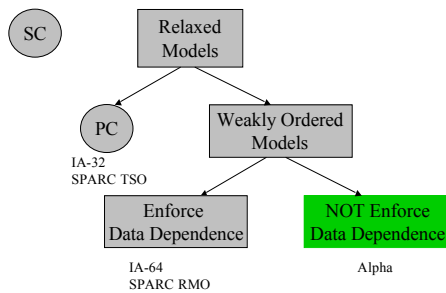 SC
Relaxed
Models
PC
Weakly Ordered
Models
IA-32
SPARC TSO
Enforce
Data Dependence
NOT Enforce
Data Dependence
IA-64
SPARC RMO
Alpha